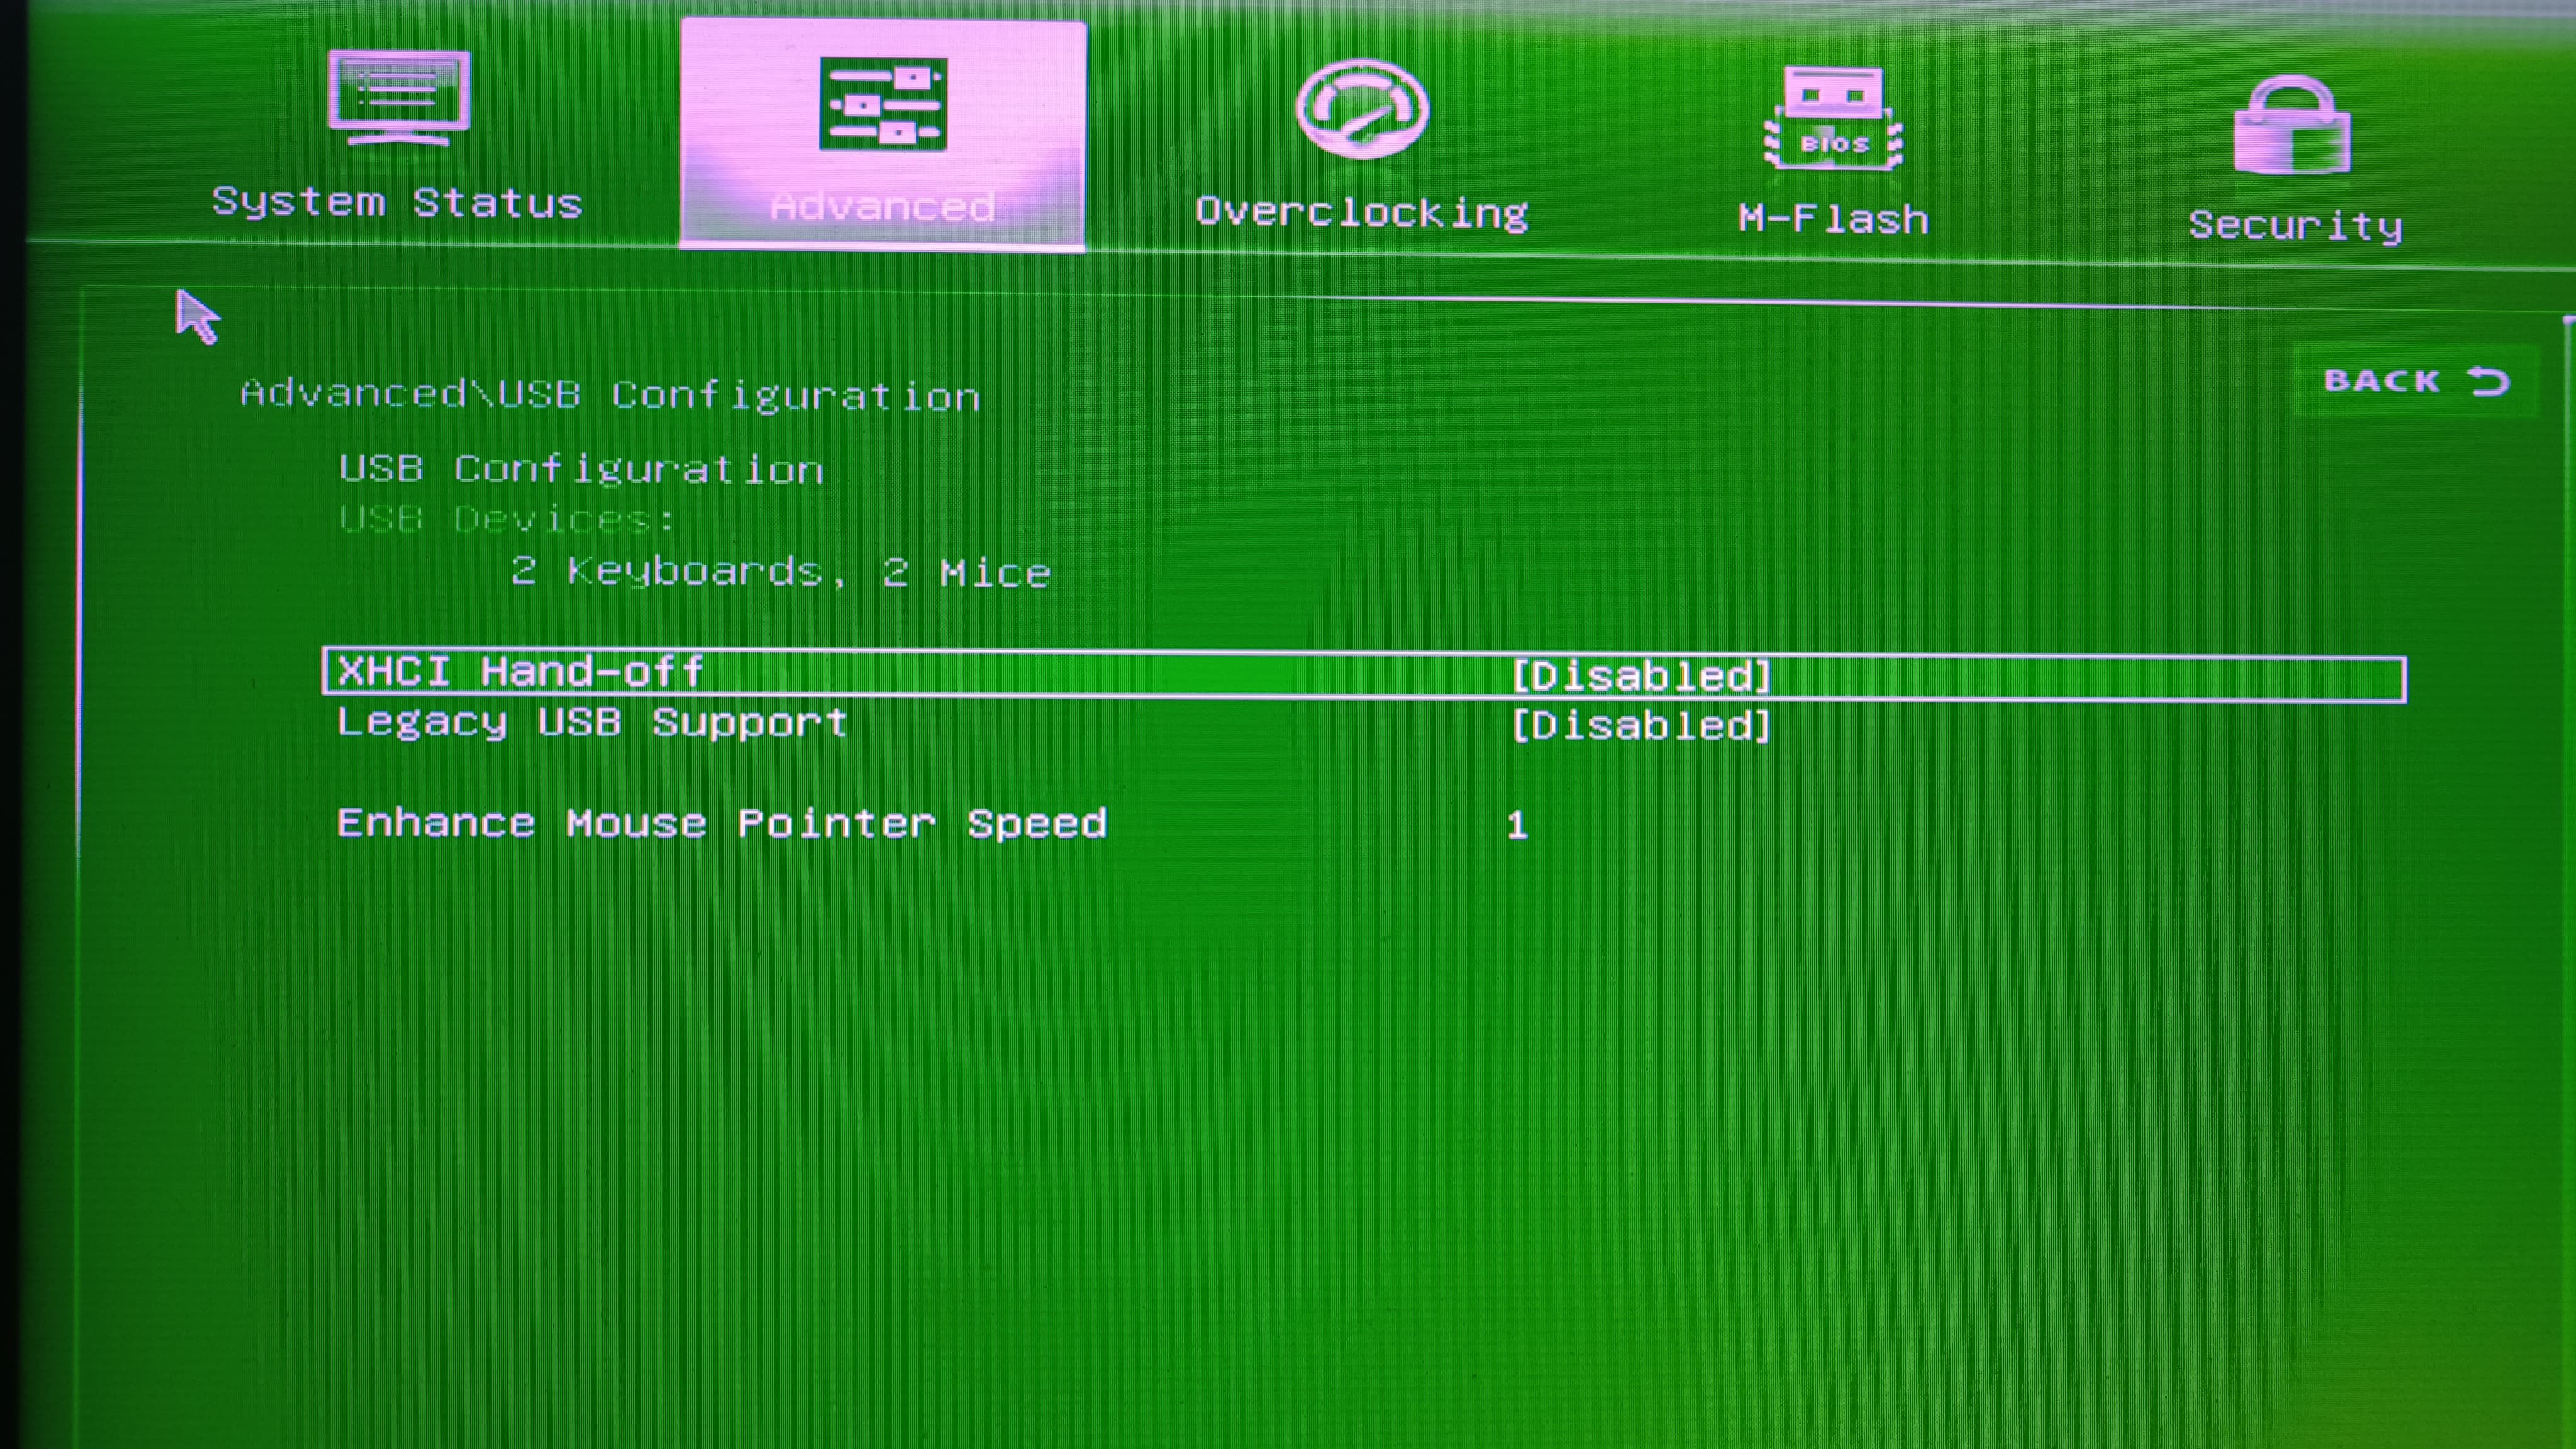 System Status
Advanced
Overclocking
BIOS
M-Flash
Security
BACK
Advanced\USB Configuration
USB Configuration
USB Devices:
2 Keyboards, 2 Mice
XHCI Hand-off [Disabled]
Legacy USB Support [Disabled]
Enhance Mouse Pointer Speed 1